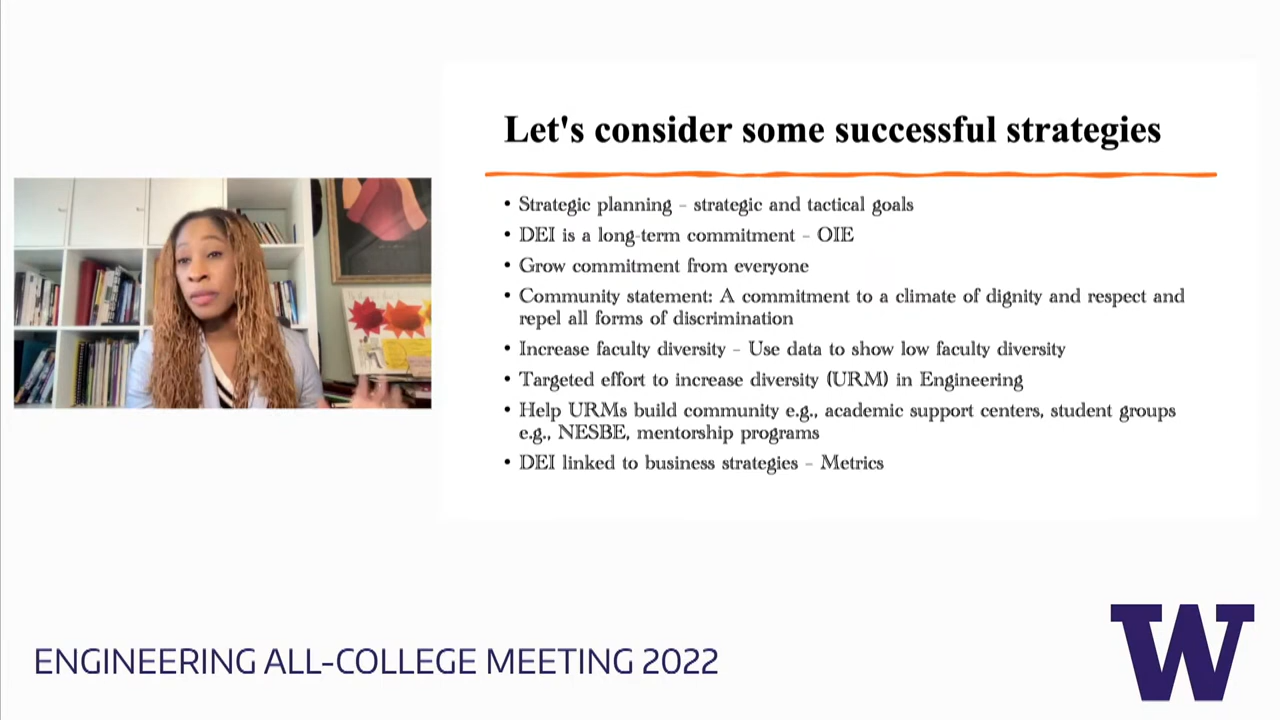 Let's consider some successful strategies
• Strategic planning – strategic and tactical goals
• DEI is a long-term commitment – OIE
• Grow commitment from everyone
• Community statement: A commitment to a climate of dignity and respect and
repel all forms of discrimination
• Increase faculty diversity – Use data to show low faculty diversity
• Targeted effort to increase diversity (URM) in Engineering
• Help URMs build community e.g., academic support centers, student groups
e.g., NESBE, mentorship programs
• DEI linked to business strategies – Metrics
ENGINEERING ALL-COLLEGE MEETING 2022
W